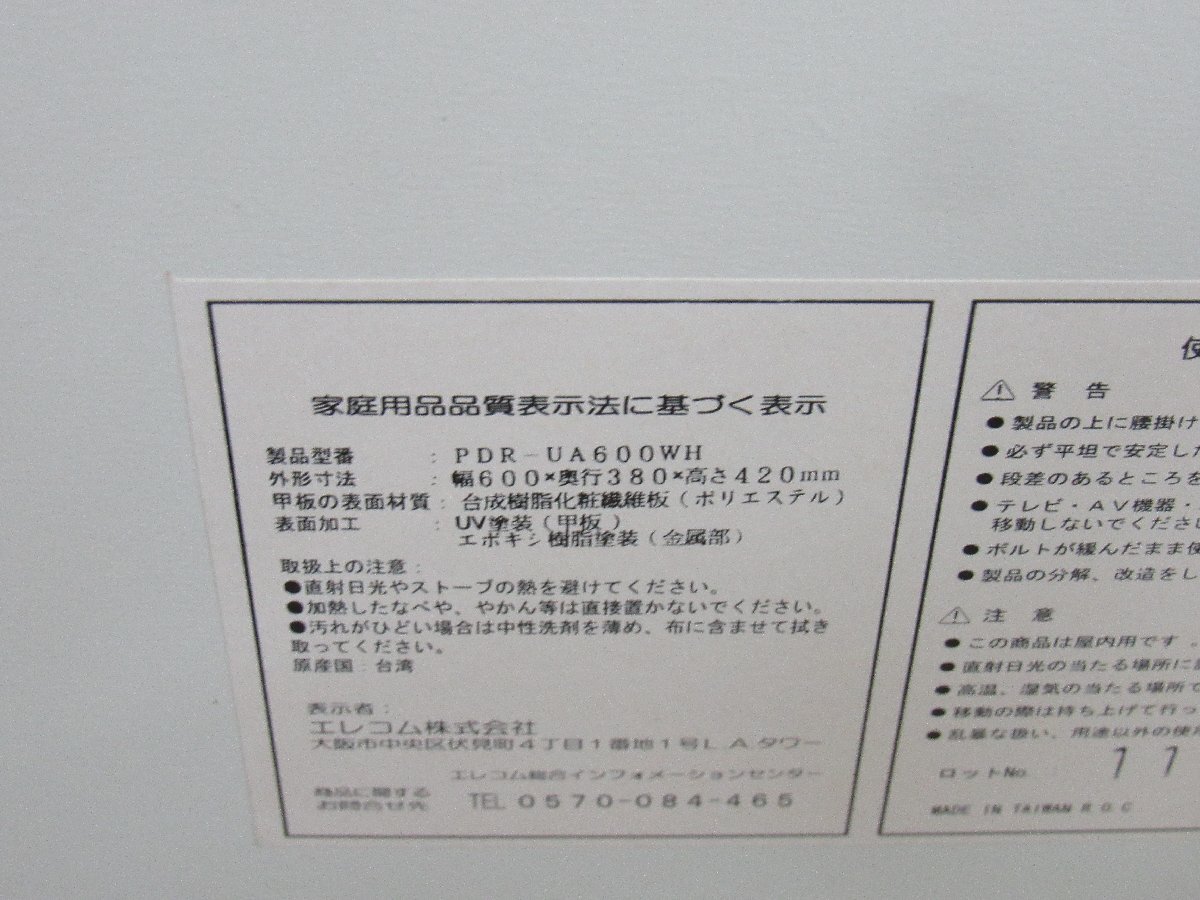 家庭用品品質表示法に基づく表示
製品型番 : PDR-UA600WH
外形寸法 : 幅600×奥行380×高さ420mm
甲板の表面材質 : 合成樹脂化粧繊維板(ポリエステル)
表面加工 : UV塗装(甲板)
エポキシ樹脂塗装(金属部)
取扱上の注意:
●直射日光やストーブの熱を避けてください。
●加熱したなべや、やかん等は直接置かないでください。
●汚れがひどい場合は中性洗剤を薄め、布に含ませて拭き
取ってください。
原産国:台湾
表示者:
エレコム株式会社
大阪市中央区伏見町4丁目1番地1号LAタワー
エレコム総合インフォメーションセンター
商品に関する
お問合せ先 TEL 0570-084-465
使
⚠ 警 告
●製品の上に腰掛け
●必ず平坦で安定した
●段差のあるところを
●テレビ・AV機器・
移動しないでくださ
●ボルトが緩んだまま使
●製品の分解、改造をし
⚠ 注 意
●この商品は屋内用です。
●直射日光の当たる場所に
●高温、湿気の当たる場所で
●移動の際は持ち上げて行っ
●乱暴な扱い、用途以外の使用
ロットNo. 11
MADE IN TAIWAN R.O.C